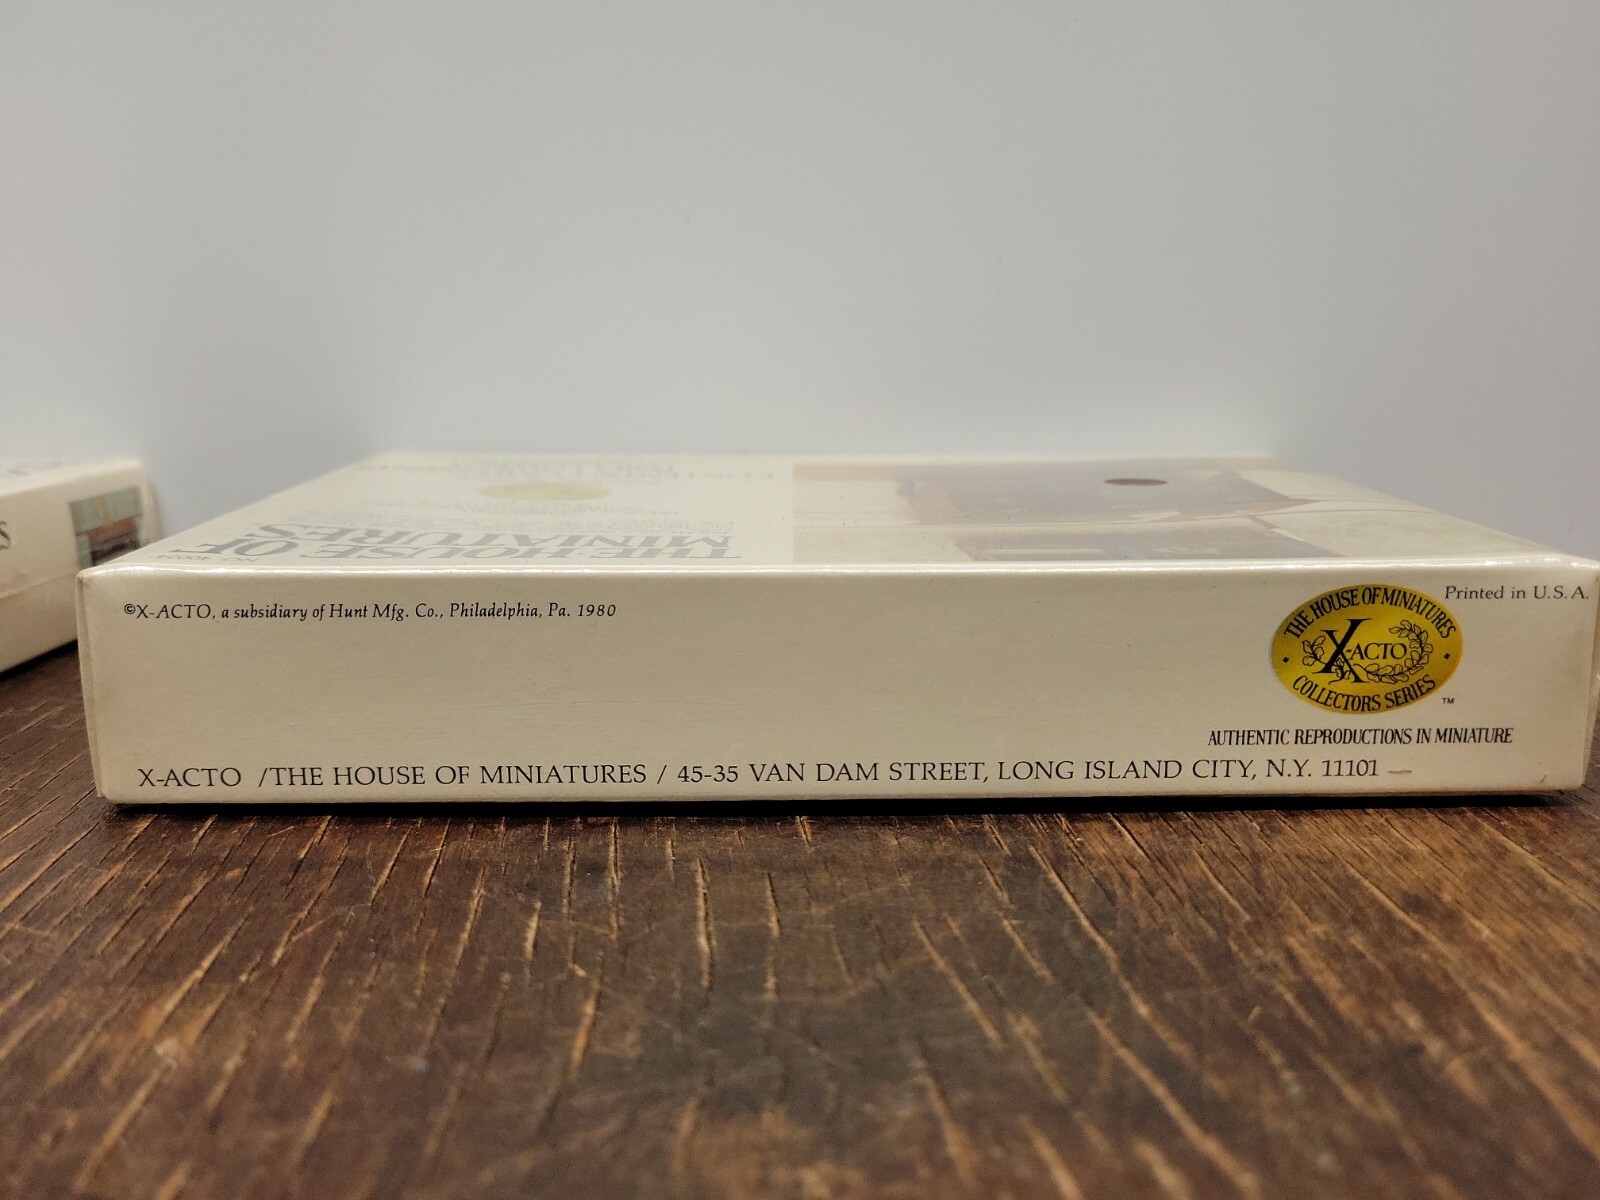 THE HOUSE OF
MINIATURES
©X-ACTO, a subsidiary of Hunt Mfg. Co., Philadelphia, Pa. 1980
Printed in U.S.A.
THE HOUSE OF MINIATURES
X-ACTO
COLLECTORS SERIES
TM
AUTHENTIC REPRODUCTIONS IN MINIATURE
X-ACTO /THE HOUSE OF MINIATURES / 45-35 VAN DAM STREET, LONG ISLAND CITY, N.Y. 11101